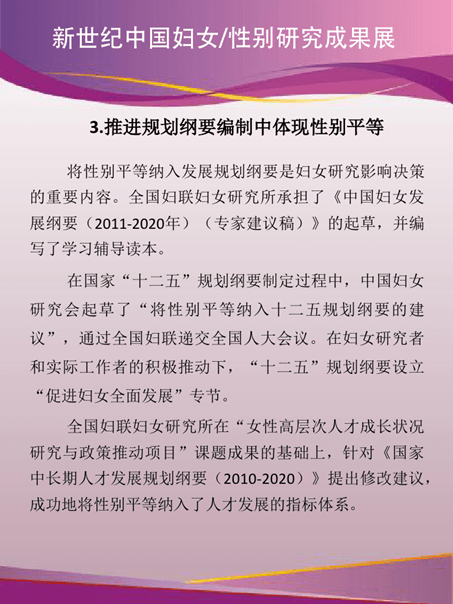 新世纪中国妇女/性别研究成果展
3.推进规划纲要编制中体现性别平等
将性别平等纳入发展规划纲要是妇女研究影响决策
的重要内容。全国妇联妇女研究所承担了《中国妇女发
展纲要（2011-2020年）（专家建议稿）》的起草，并编
写了学习辅导读本。
在国家“十二五”规划纲要制定过程中，中国妇女
研究会起草了“将性别平等纳入十二五规划纲要的建
议”，通过全国妇联递交全国人大会议。在妇女研究者
和实际工作者的积极推动下，“十二五”规划纲要设立
“促进妇女全面发展”专节。
全国妇联妇女研究所在“女性高层次人才成长状况
研究与政策推动项目”课题成果的基础上，针对《国家
中长期人才发展规划纲要（2010-2020）》提出修改建议，
成功地将性别平等纳入了人才发展的指标体系。